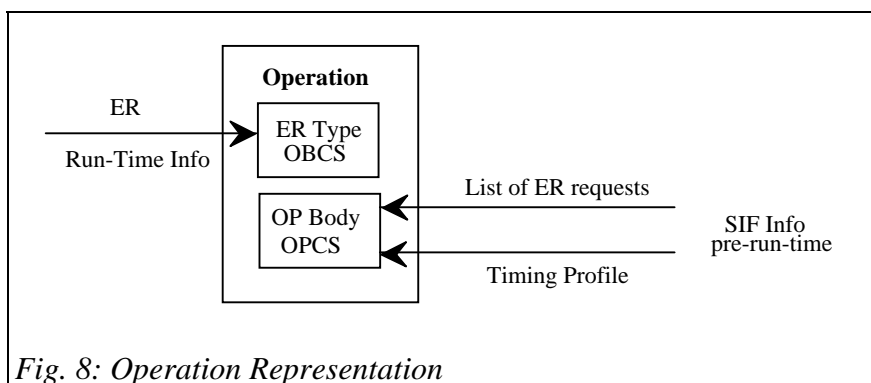 Operation
ER
ER Type
OBCS
Run-Time Info
List of ER requests
OP Body
OPCS
SIF Info
pre-run-time
Timing Profile
Fig. 8: Operation Representation